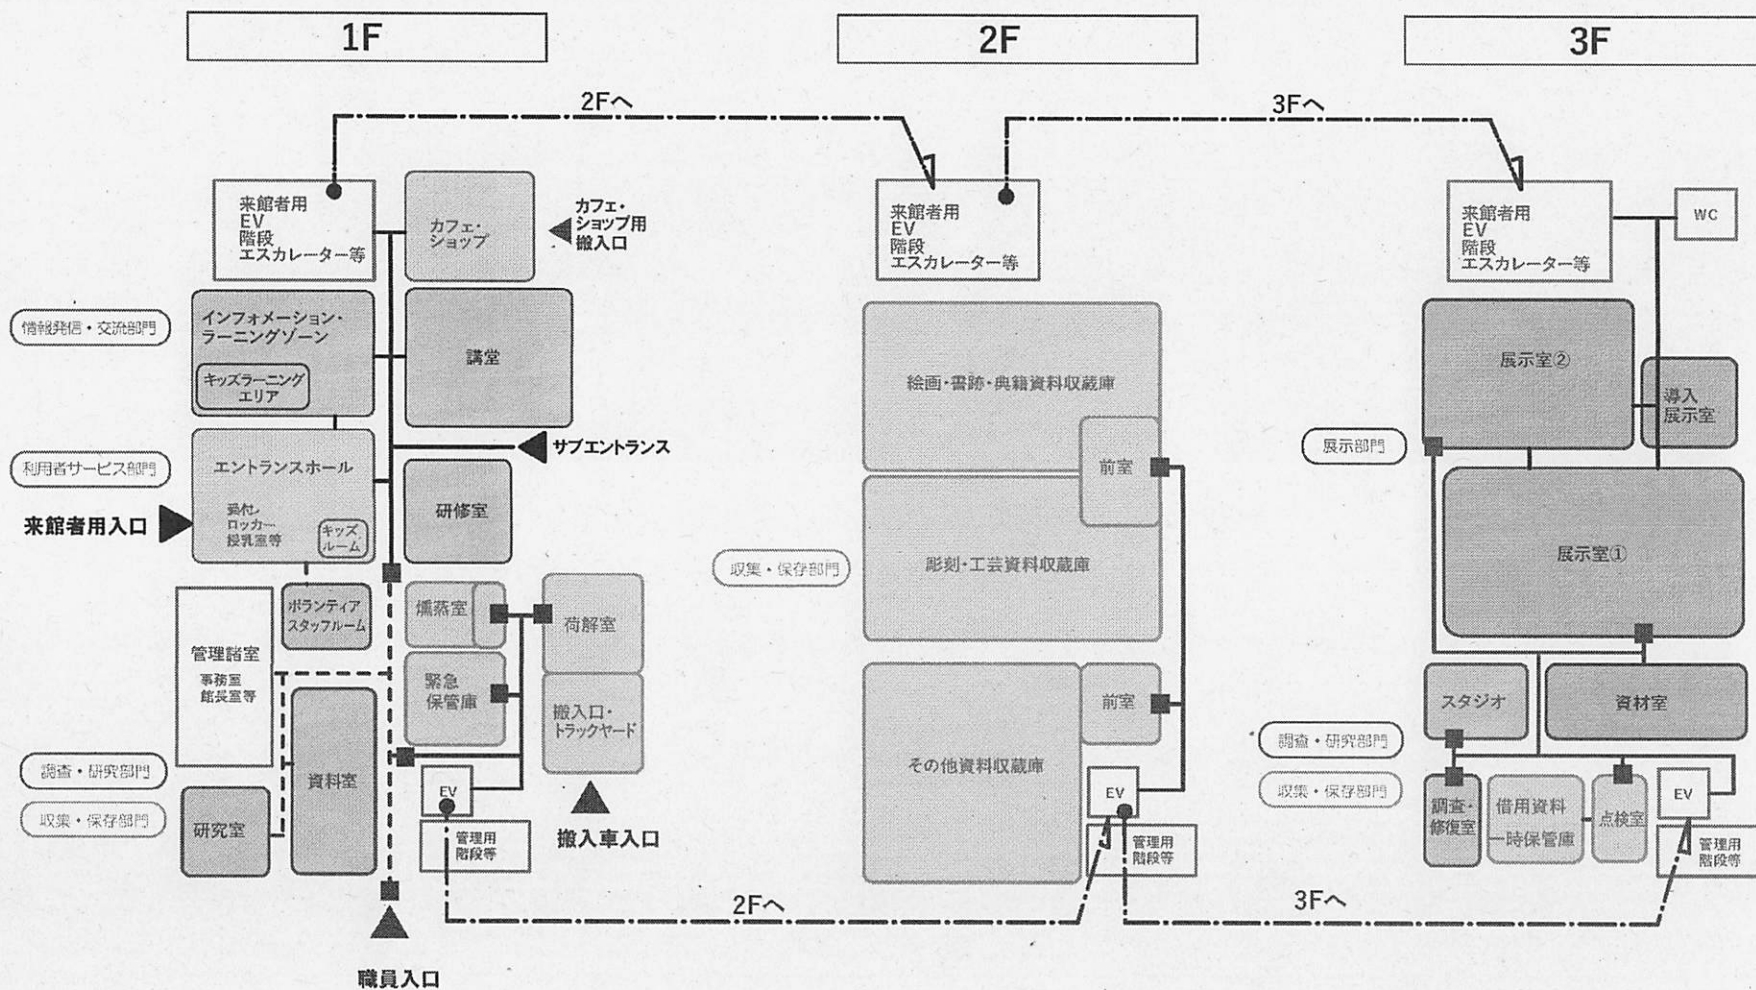 1F
2F
3F
2Fへ
3Fへ
来館者用
EV
階段
エスカレーター等
カフェ・
ショップ
カフェ・
ショップ用
搬入口
情報発信・交流部門
インフォメーション・
ラーニングゾーン
キッズラーニング
エリア
講堂
サブエントランス
利用者サービス部門
エントランスホール
受付、
ロッカー
授乳室等
キッズ
ルーム
来館者用入口
研修室
ボランティア
スタッフルーム
燻蒸室
荷解室
管理諸室
事務室
館長室等
緊急
保管庫
搬入口・
トラックヤード
調査・研究部門
収集・保存部門
資料室
研究室
EV
管理用
階段等
搬入車入口
職員入口
2Fへ
来館者用
EV
階段
エスカレーター等
絵画・書跡・典籍資料収蔵庫
前室
収集・保存部門
彫刻・工芸資料収蔵庫
前室
その他資料収蔵庫
EV
管理用
階段等
3Fへ
来館者用
EV
階段
エスカレーター等
WC
展示室②
導入
展示室
展示部門
展示室①
スタジオ
資材室
調査・研究部門
収集・保存部門
調査・
修復室
借用資料
一時保管庫
点検室
EV
管理用
階段等